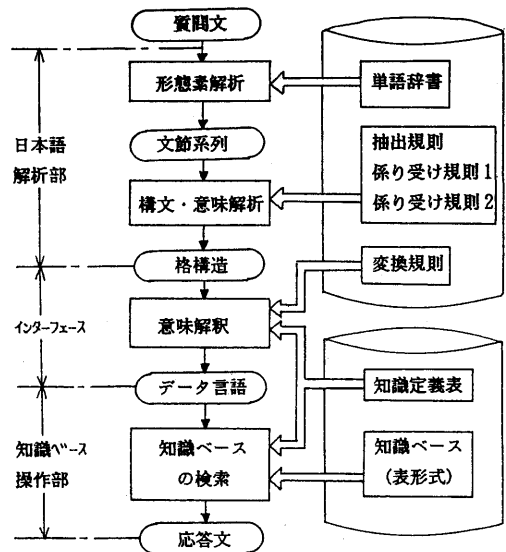 質問文
形態素解析
単語辞書
文節系列
日本語
解析部
抽出規則
係り受け規則1
係り受け規則2
構文・意味解析
格構造
変換規則
意味解釈
インターフェース
データ言語
知識定義表
知識ベース
操作部
知識ベース
の検索
知識ベース
(表形式)
応答文